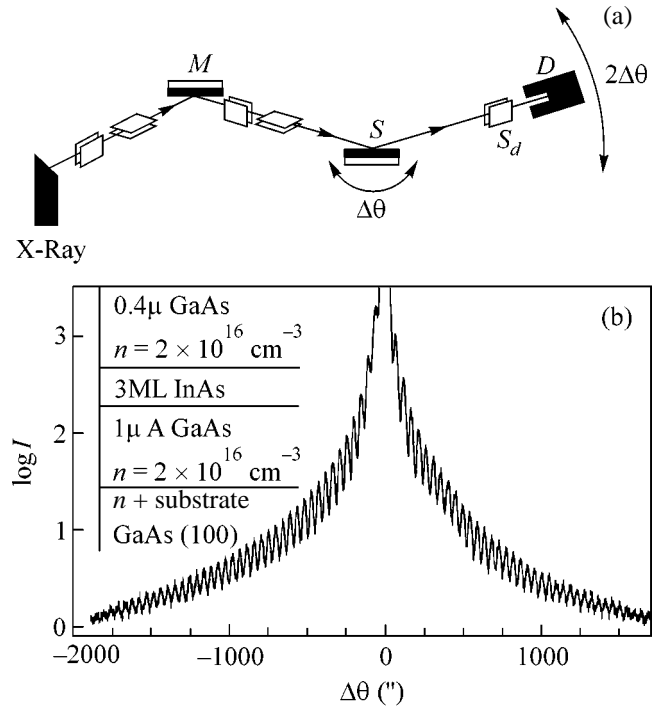 (a)
M
D
2Δθ
S
S_d
Δθ
X-Ray
(b)
0.4μ GaAs
n = 2 × 10^16 cm^−3
3ML InAs
1μ A GaAs
n = 2 × 10^16 cm^−3
n + substrate
GaAs (100)
log I
3
2
1
0
−2000 −1000 0 1000
Δθ (")